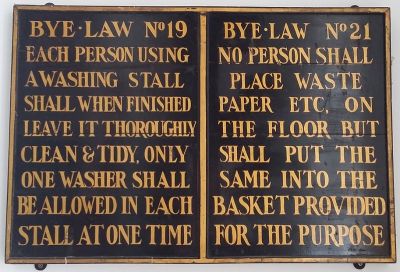 BYE·LAW Nº19
EACH PERSON USING
A WASHING STALL
SHALL WHEN FINISHED
LEAVE IT THOROUGHLY
CLEAN & TIDY, ONLY
ONE WASHER SHALL
BE ALLOWED IN EACH
STALL AT ONE TIME
BYE·LAW Nº21
NO PERSON SHALL
PLACE WASTE
PAPER ETC, ON
THE FLOOR BUT
SHALL PUT THE
SAME INTO THE
BASKET PROVIDED
FOR THE PURPOSE